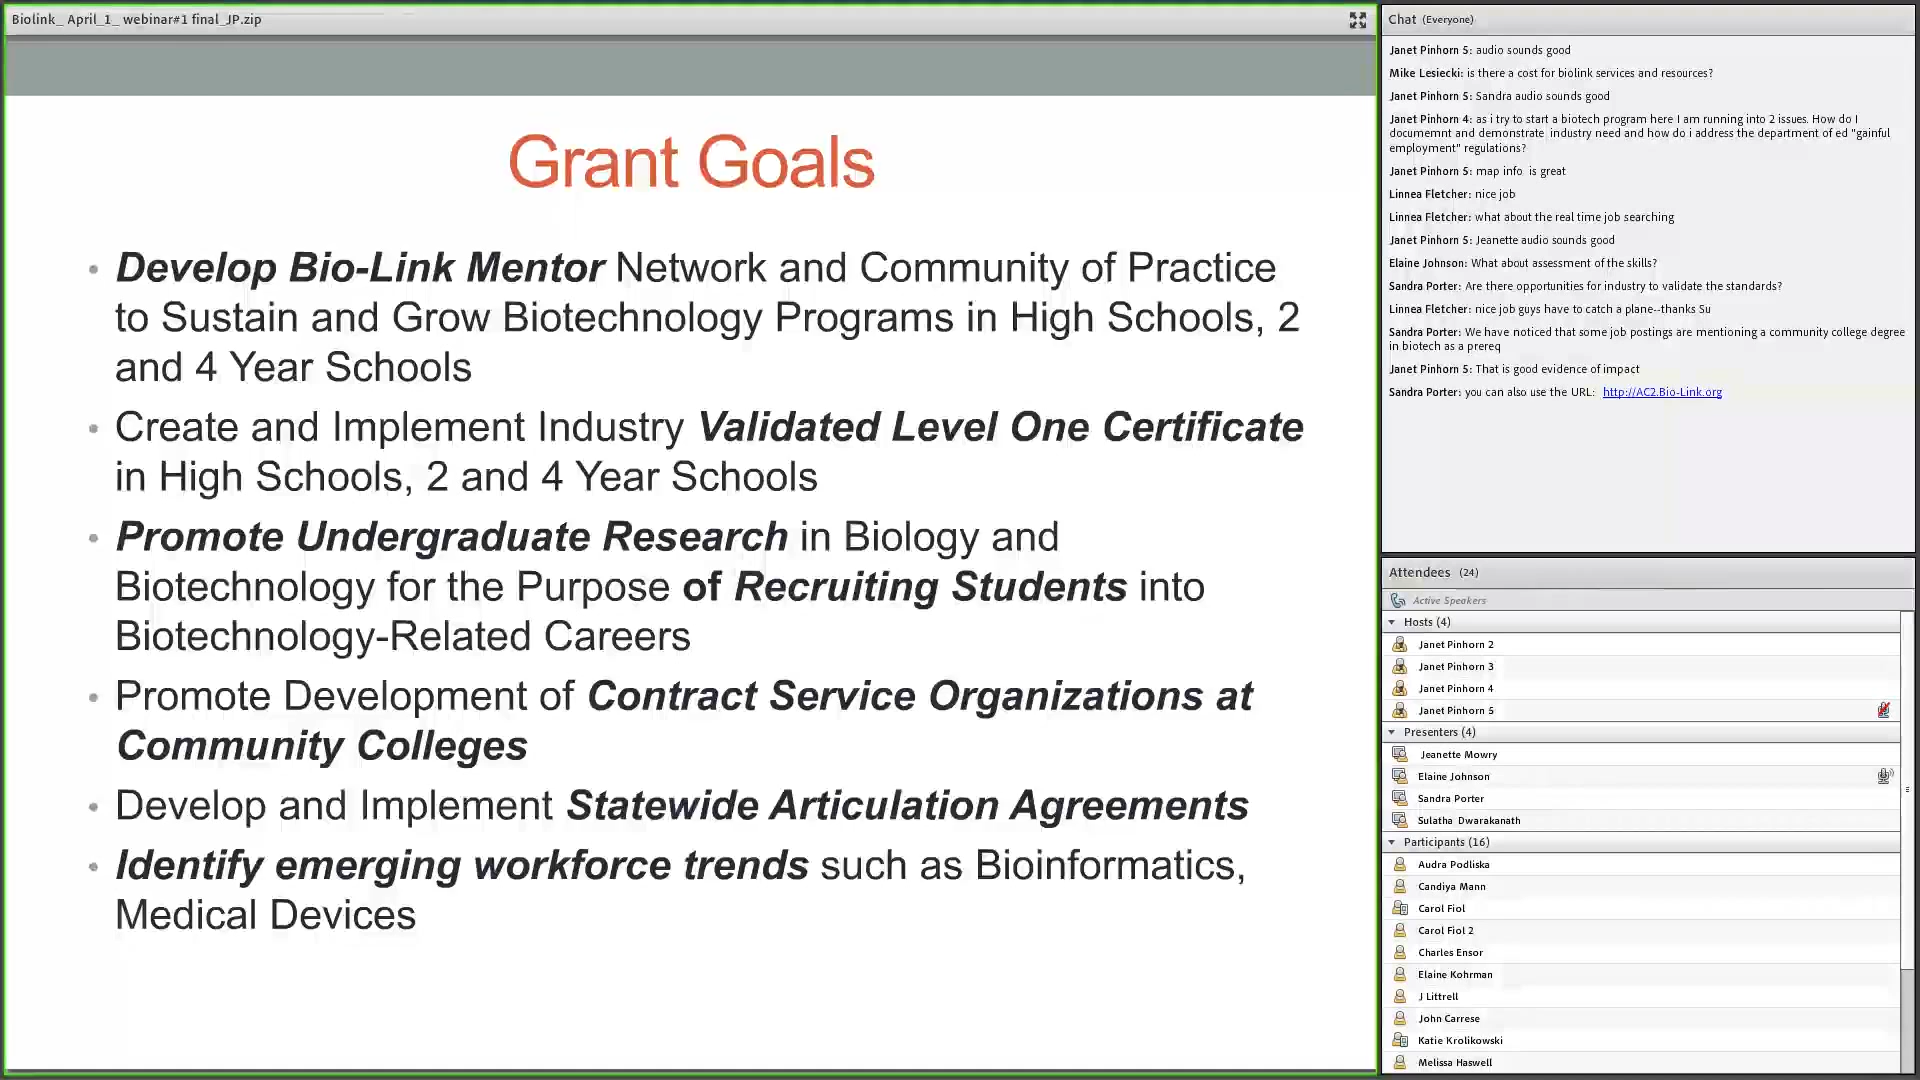 Biolink_ April_1_ webinar#1 final_JP.zip
Grant Goals
• Develop Bio-Link Mentor Network and Community of Practice
to Sustain and Grow Biotechnology Programs in High Schools, 2
and 4 Year Schools
• Create and Implement Industry Validated Level One Certificate
in High Schools, 2 and 4 Year Schools
• Promote Undergraduate Research in Biology and
Biotechnology for the Purpose of Recruiting Students into
Biotechnology-Related Careers
• Promote Development of Contract Service Organizations at
Community Colleges
• Develop and Implement Statewide Articulation Agreements
• Identify emerging workforce trends such as Bioinformatics,
Medical Devices
Chat (Everyone)
Janet Pinhorn 5: audio sounds good
Mike Lesiecki: is there a cost for biolink services and resources?
Janet Pinhorn 5: Sandra audio sounds good
Janet Pinhorn 4: as i try to start a biotech program here I am running into 2 issues. How do I
documemnt and demonstrate industry need and how do i address the department of ed "gainful
employment" regulations?
Janet Pinhorn 5: map info is great
Linnea Fletcher: nice job
Linnea Fletcher: what about the real time job searching
Janet Pinhorn 5: Jeanette audio sounds good
Elaine Johnson: What about assessment of the skills?
Sandra Porter: Are there opportunities for industry to validate the standards?
Linnea Fletcher: nice job guys have to catch a plane--thanks Su
Sandra Porter: We have noticed that some job postings are mentioning a community college degree
in biotech as a prereq
Janet Pinhorn 5: That is good evidence of impact
Sandra Porter: you can also use the URL: http://AC2.Bio-Link.org
Attendees (24)
Active Speakers
Hosts (4)
Janet Pinhorn 2
Janet Pinhorn 3
Janet Pinhorn 4
Janet Pinhorn 5
Presenters (4)
Jeanette Mowry
Elaine Johnson
Sandra Porter
Sulatha Dwarakanath
Participants (16)
Audra Podliska
Candiya Mann
Carol Fiol
Carol Fiol 2
Charles Ensor
Elaine Kohrman
J Littrell
John Carrese
Katie Krolikowski
Melissa Haswell